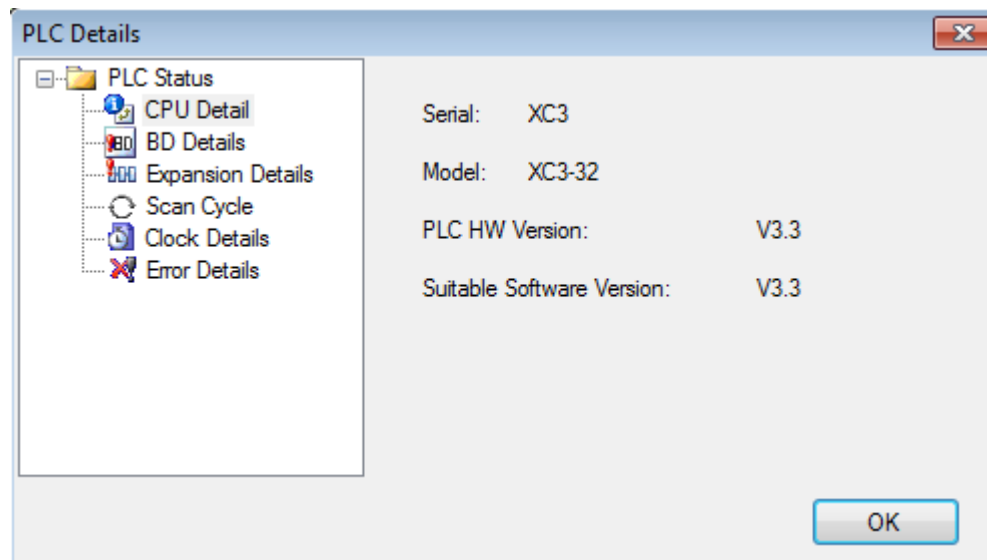 PLC Details
PLC Status
CPU Detail
BD Details
Expansion Details
Scan Cycle
Clock Details
Error Details
Serial: XC3
Model: XC3-32
PLC HW Version: V3.3
Suitable Software Version: V3.3
OK